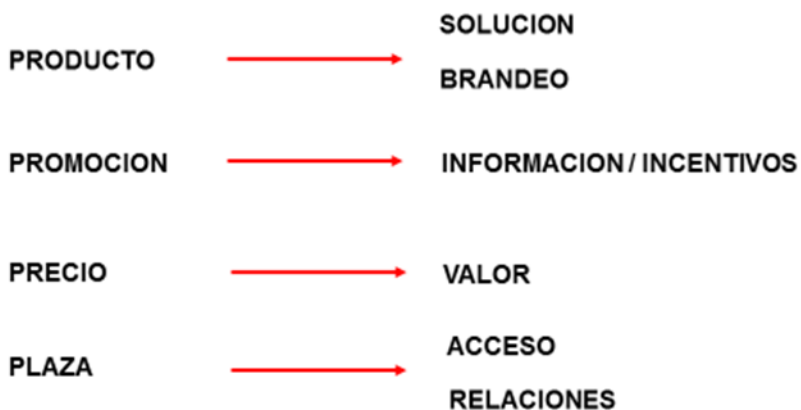 PRODUCTO
SOLUCION
BRANDEO
PROMOCION
INFORMACION / INCENTIVOS
PRECIO
VALOR
PLAZA
ACCESO
RELACIONES